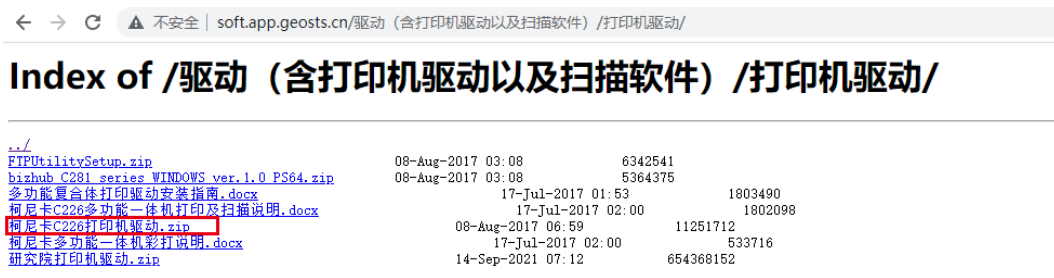 不安全 | soft.app.geosts.cn/驱动（含打印机驱动以及扫描软件）/打印机驱动/
Index of /驱动（含打印机驱动以及扫描软件）/打印机驱动/
../
FTPUtilitySetup.zip 08-Aug-2017 03:08 6342541
bizhub_C281_series_WINDOWS_ver.1.0_PS64.zip 08-Aug-2017 03:08 5364375
多功能复合体打印驱动安装指南.docx 17-Jul-2017 01:53 1803490
柯尼卡C226多功能一体机打印及扫描说明.docx 17-Jul-2017 02:00 1802098
柯尼卡C226打印机驱动.zip 08-Aug-2017 06:59 11251712
柯尼卡多功能一体机彩打说明.docx 17-Jul-2017 02:00 533716
研究院打印机驱动.zip 14-Sep-2021 07:12 654368152